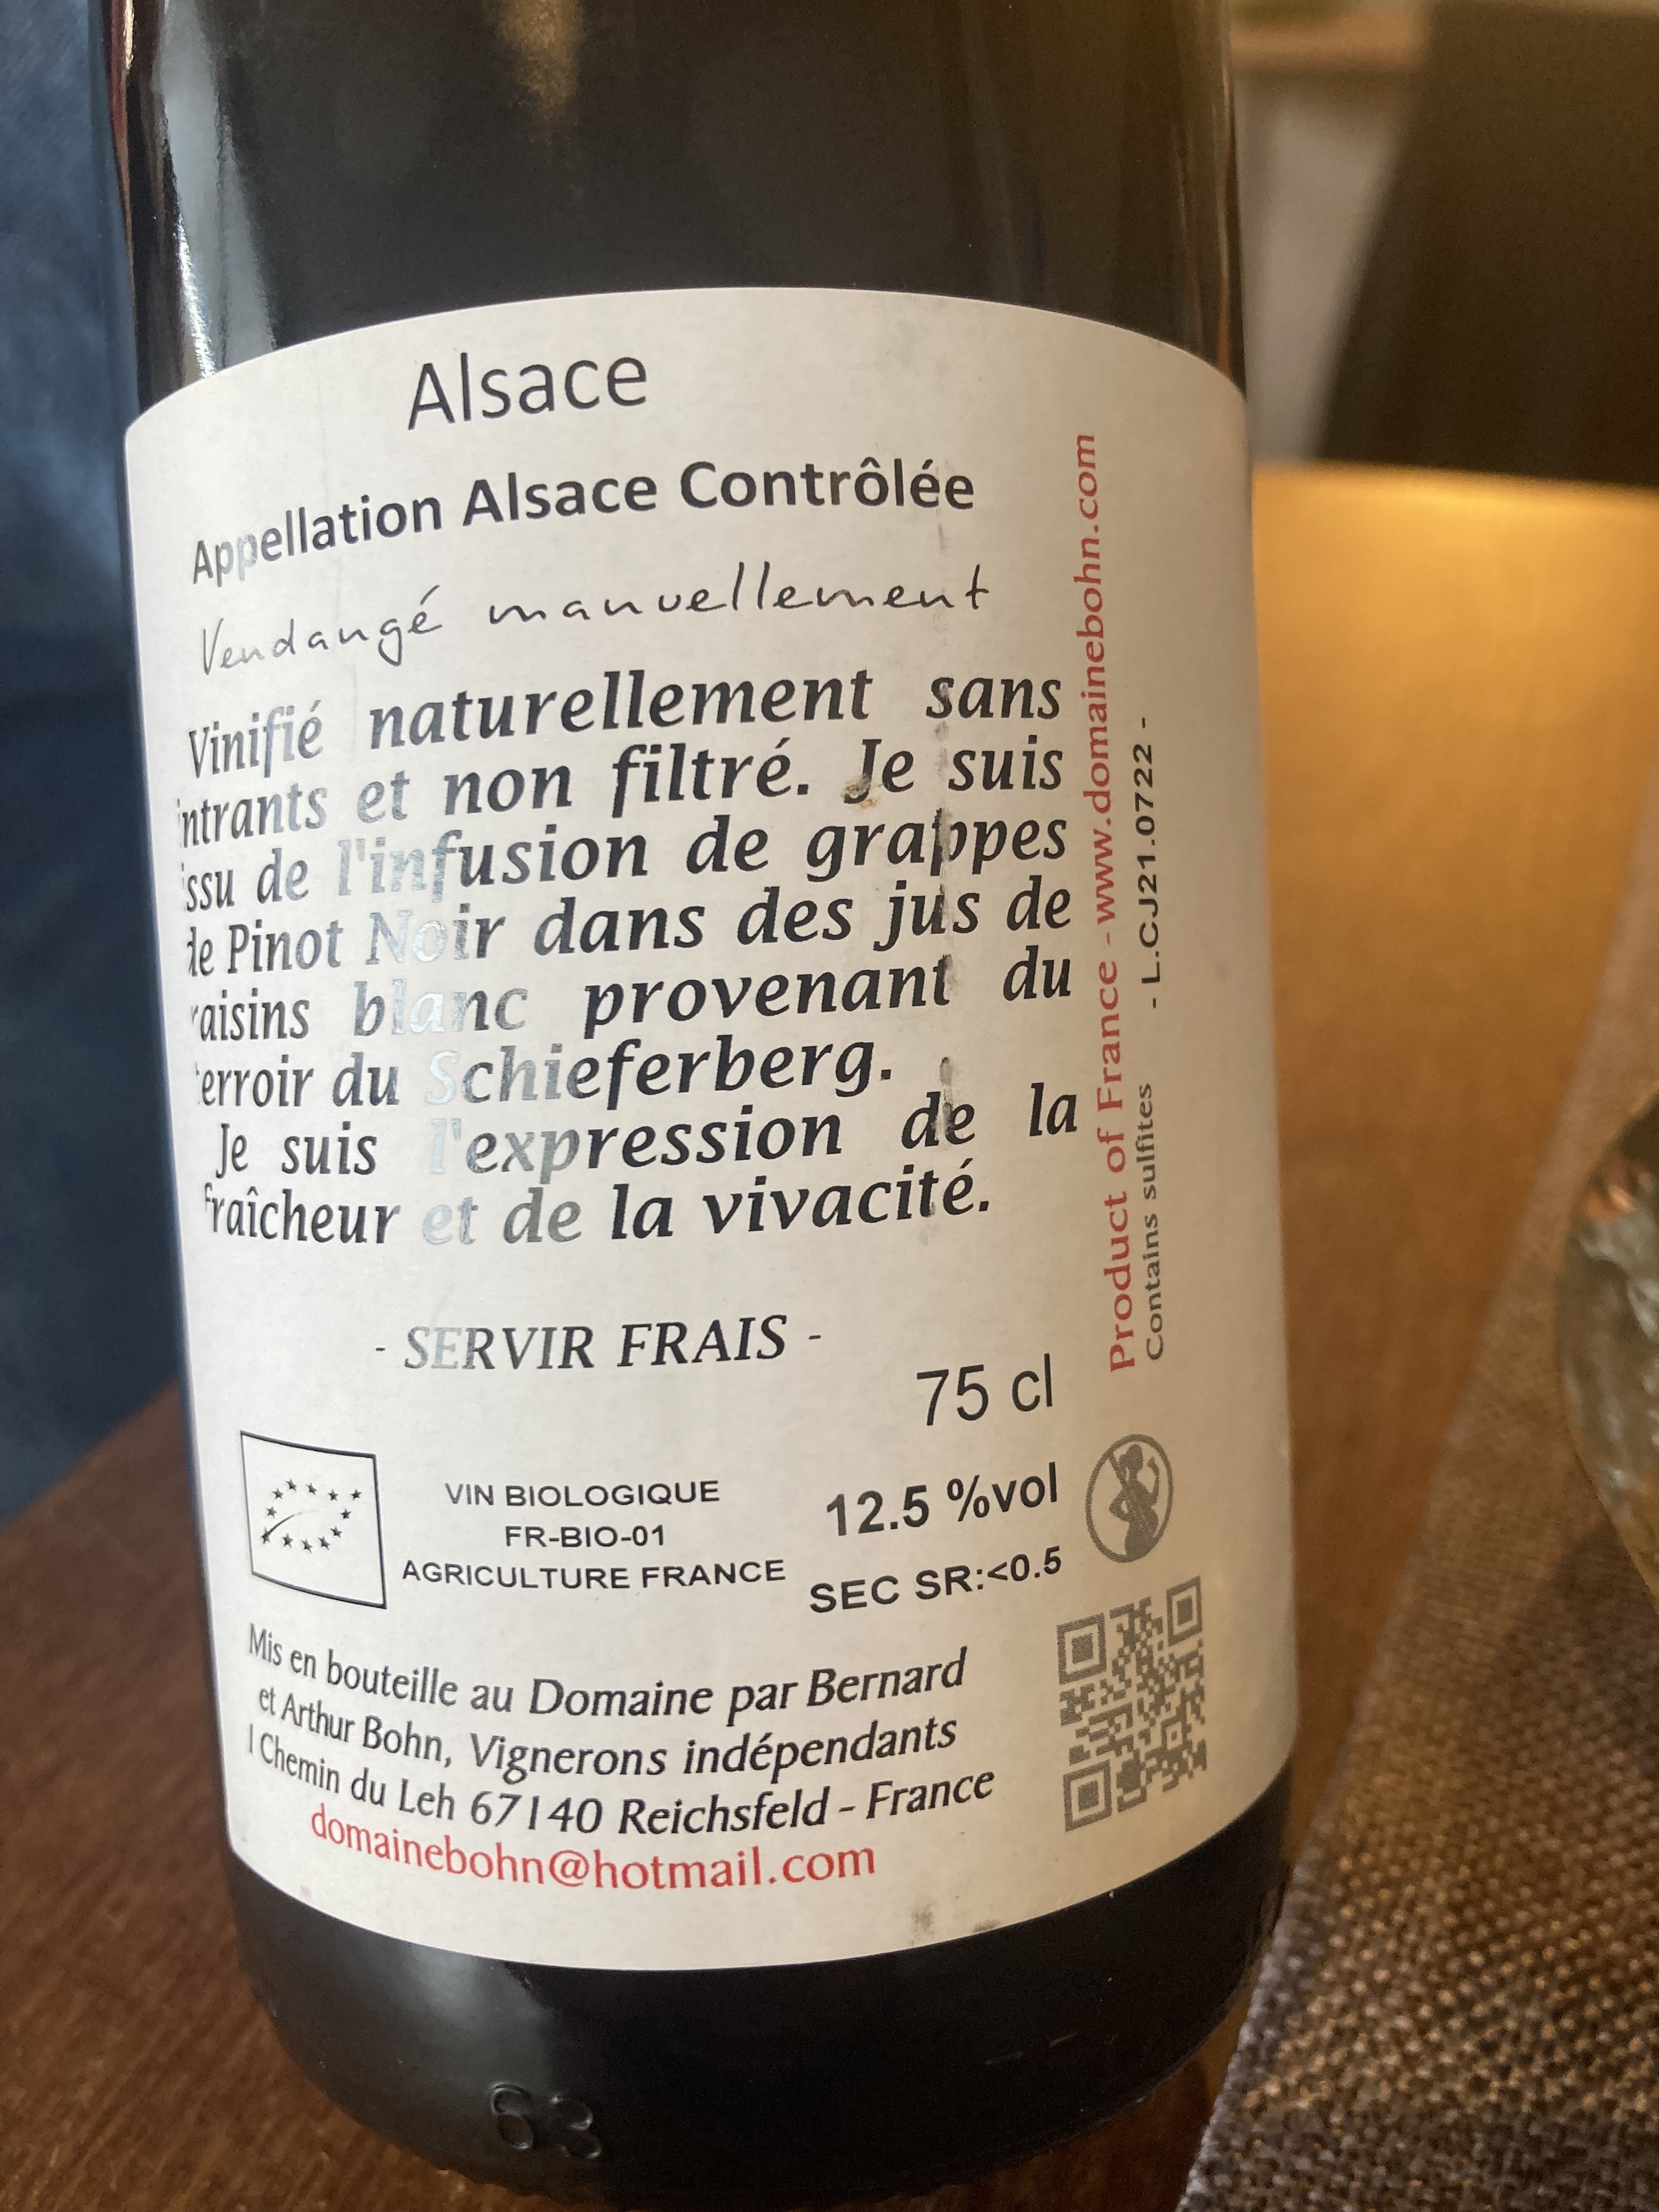 Alsace
Appellation Alsace Contrôlée
Vendangé manuellement
Vinifié naturellement sans
intrants et non filtré. Je suis
issu de l'infusion de grappes
de Pinot Noir dans des jus de
raisins blanc provenant du
terroir du Schieferberg.
Je suis l'expression de la
fraîcheur et de la vivacité.
- SERVIR FRAIS -
75 cl
VIN BIOLOGIQUE
FR-BIO-01
AGRICULTURE FRANCE
12.5 %vol
SEC SR:<0.5
Mis en bouteille au Domaine par Bernard
et Arthur Bohn, Vignerons indépendants
1 Chemin du Leh 67140 Reichsfeld - France
domainebohn@hotmail.com
Product of France - www.domainebohn.com
Contains sulfites - L.CJ21.0722 -
63